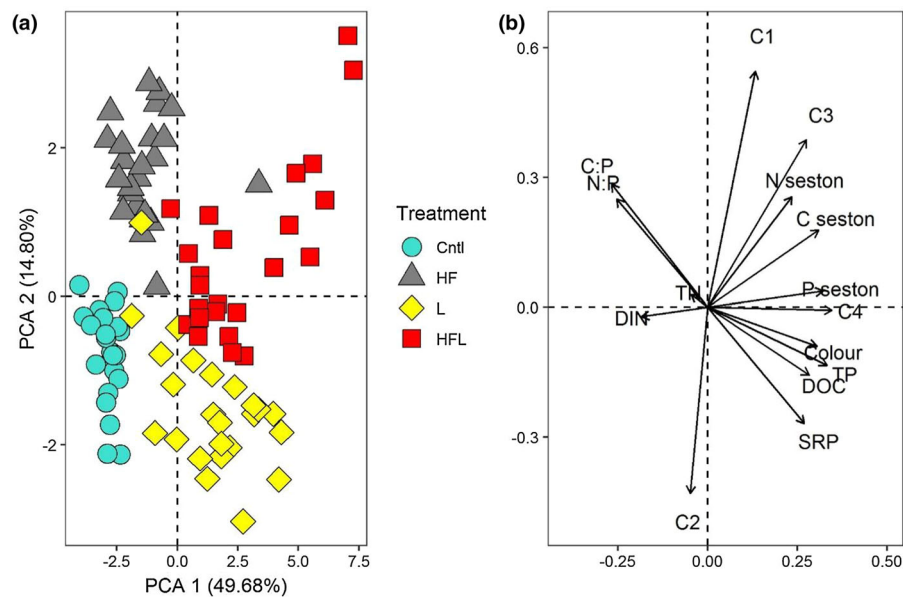 (a)
(b)
2
0
-2
PCA 2 (14.80%)
-2.5
0.0
2.5
5.0
7.5
PCA 1 (49.68%)
Treatment
Cntl
HF
L
HFL
0.6
0.3
0.0
-0.3
-0.25
0.00
0.25
0.50
C1
C3
C:P
N:P
N seston
C seston
TN
P seston
DIN
C4
Colour
TP
DOC
SRP
C2